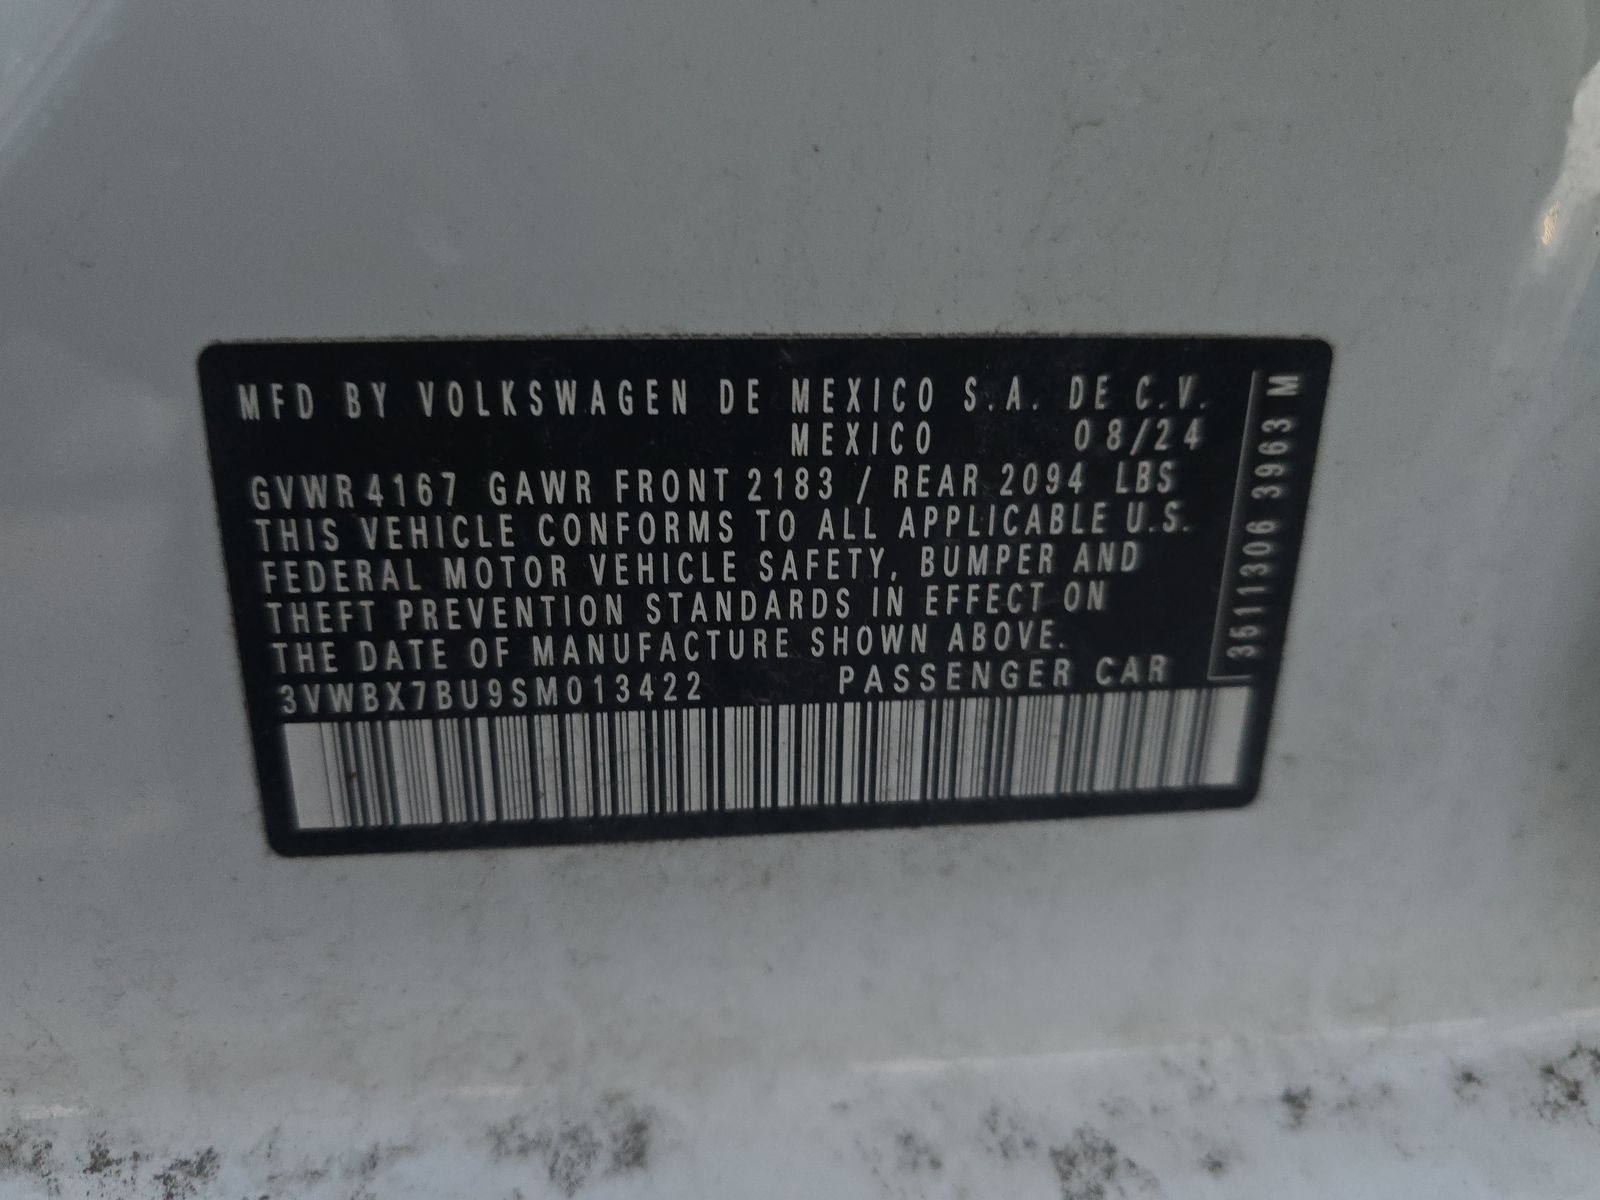 MFD BY VOLKSWAGEN DE MEXICO S.A. DE C.V.
MEXICO 08/24
GVWR 4167 GAWR FRONT 2183 / REAR 2094 LBS
THIS VEHICLE CONFORMS TO ALL APPLICABLE U.S.
FEDERAL MOTOR VEHICLE SAFETY, BUMPER AND
THEFT PREVENTION STANDARDS IN EFFECT ON
THE DATE OF MANUFACTURE SHOWN ABOVE.
3VWBX7BU9SM013422 PASSENGER CAR
3511306 3963 M